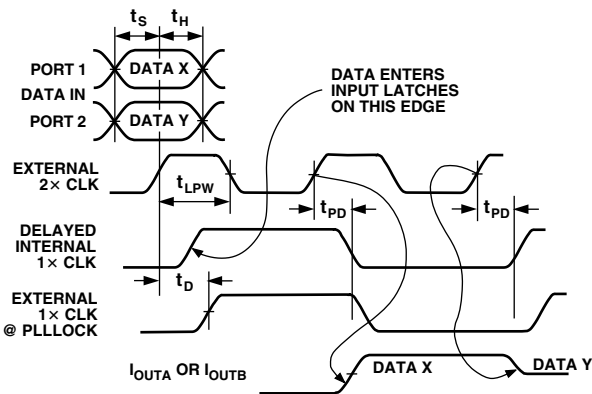 tS tH
PORT 1 DATA X
DATA IN
PORT 2 DATA Y
DATA ENTERS
INPUT LATCHES
ON THIS EDGE
EXTERNAL
2× CLK
tLPW
tPD
tPD
DELAYED
INTERNAL
1× CLK
tD
EXTERNAL
1× CLK
@ PLLLOCK
IOUTA OR IOUTB
DATA X
DATA Y